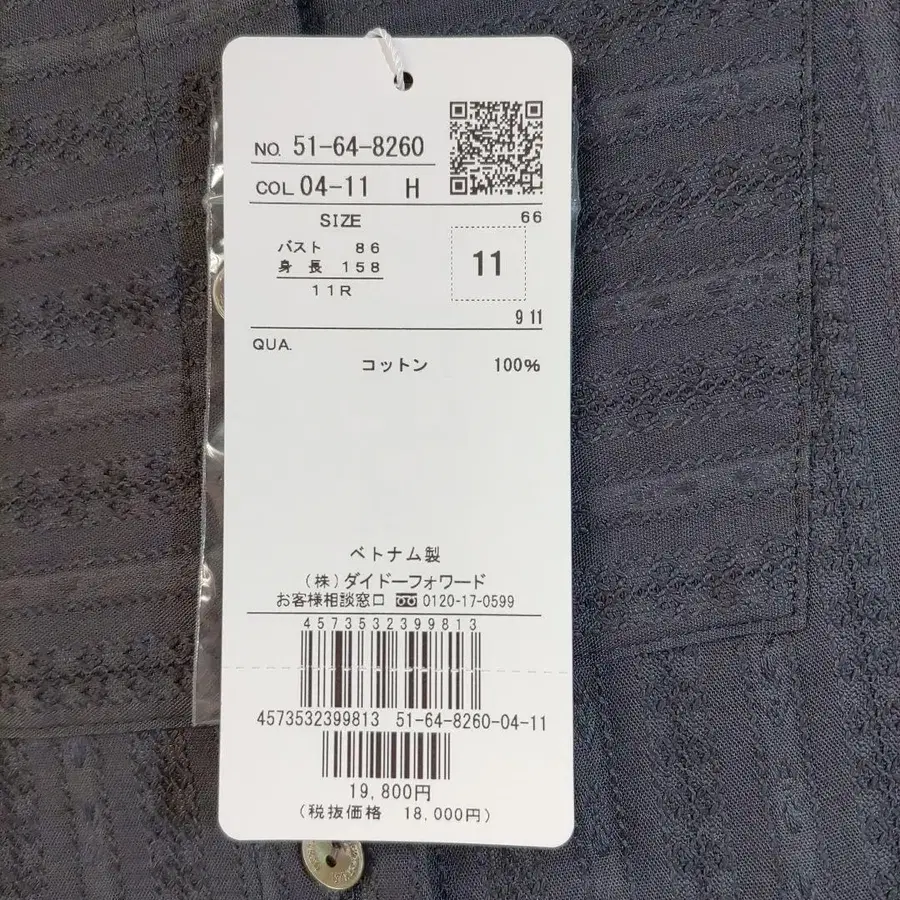 NO. 51-64-8260
COL 04-11 H
SIZE
66
バスト 86
身長 158
11R
11
9 11
QUA.
コットン 100%
ベトナム製
(株)ダイドーフォワード
お客様相談窓口 0120-17-0599
4573532399813
4573532399813 51-64-8260-04-11
19,800円
(税抜価格 18,000円)